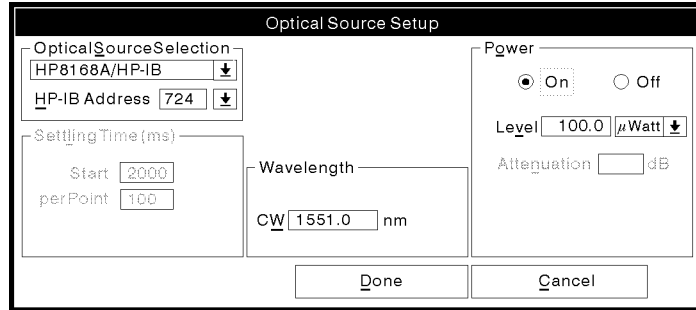 Optical Source Setup
OpticalSourceSelection
HP8168A/HP-IB
HP-IB Address 724
SettlingTime(ms)
Start 2000
perPoint 100
Wavelength
CW 1551.0 nm
Power
On Off
Level 100.0 µWatt
Attenuation dB
Done Cancel